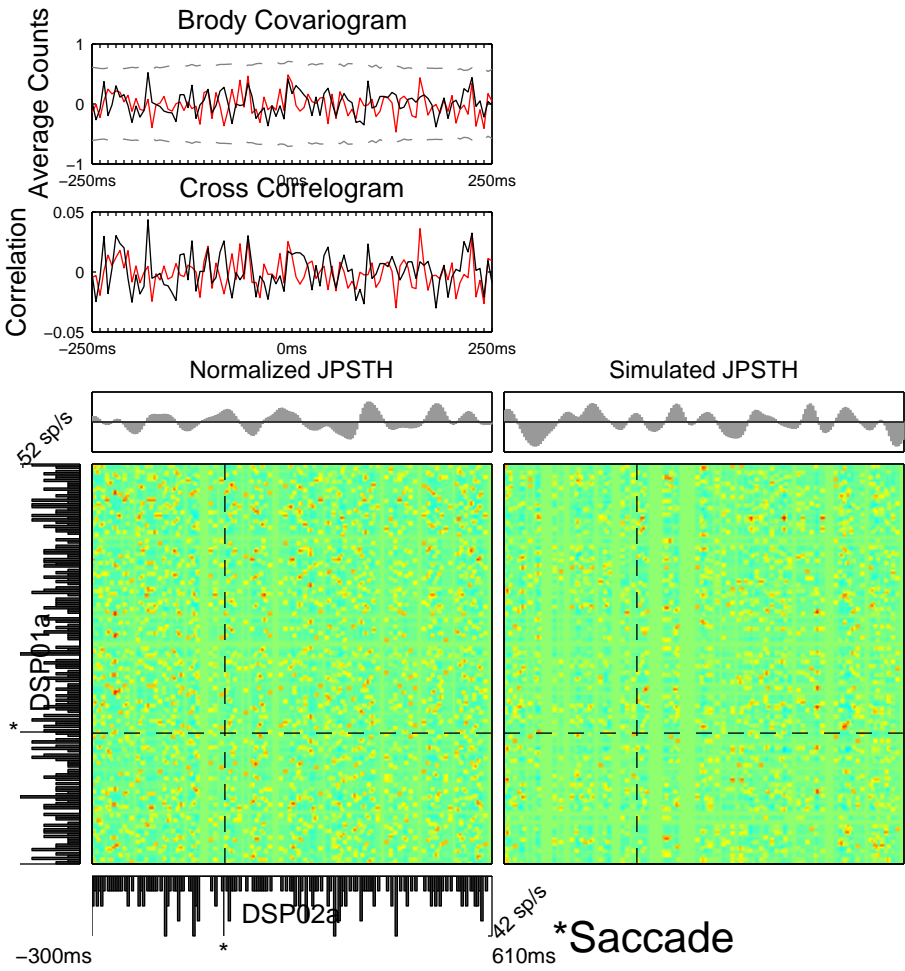 Brody Covariogram
Average Counts
1
0
−1
−250ms
0ms
250ms
Cross Correlogram
Correlation
0.05
0
-0.05
−250ms
0ms
250ms
Normalized JPSTH
Simulated JPSTH
52 sp/s
DSP01a
*
DSP02a
42 sp/s
*
*Saccade
−300ms
610ms